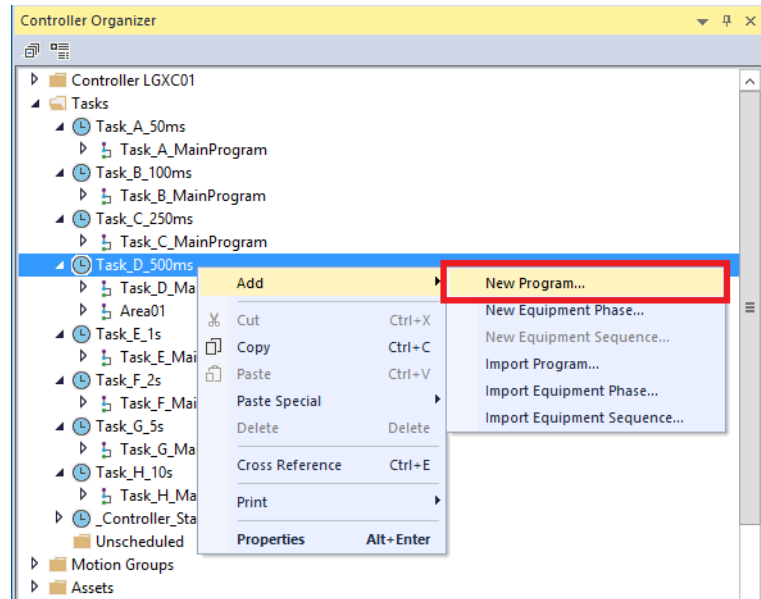 Controller Organizer
Controller LGXC01
Tasks
Task_A_50ms
Task_A_MainProgram
Task_B_100ms
Task_B_MainProgram
Task_C_250ms
Task_C_MainProgram
Task_D_500ms
Task_D_Ma
Area01
Task_E_1s
Task_E_Mai
Task_F_2s
Task_F_Mai
Task_G_5s
Task_G_Ma
Task_H_10s
Task_H_Ma
_Controller_Sta
Unscheduled
Motion Groups
Assets
Add
Cut Ctrl+X
Copy Ctrl+C
Paste Ctrl+V
Paste Special
Delete Delete
Cross Reference Ctrl+E
Print
Properties Alt+Enter
New Program...
New Equipment Phase...
New Equipment Sequence...
Import Program...
Import Equipment Phase...
Import Equipment Sequence...